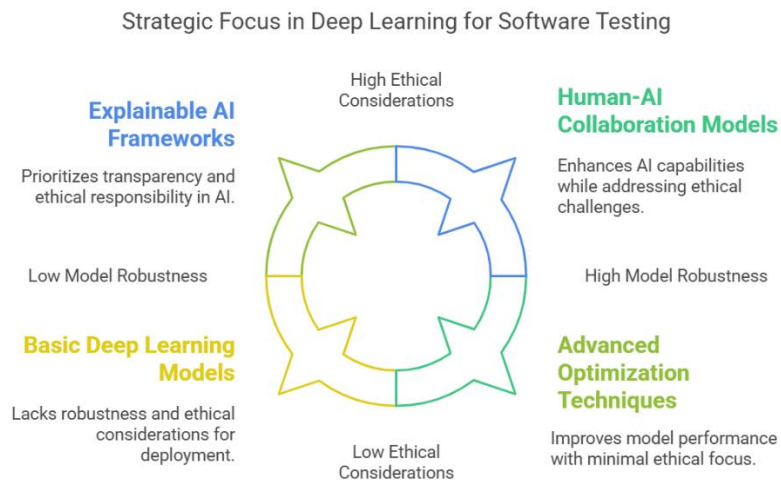 Strategic Focus in Deep Learning for Software Testing
High Ethical
Considerations
Explainable AI
Frameworks
Prioritizes transparency and
ethical responsibility in AI.
Human-AI
Collaboration Models
Enhances AI capabilities
while addressing ethical
challenges.
Low Model Robustness
High Model Robustness
Basic Deep Learning
Models
Lacks robustness and ethical
considerations for
deployment.
Advanced
Optimization
Techniques
Improves model performance
with minimal ethical focus.
Low Ethical
Considerations